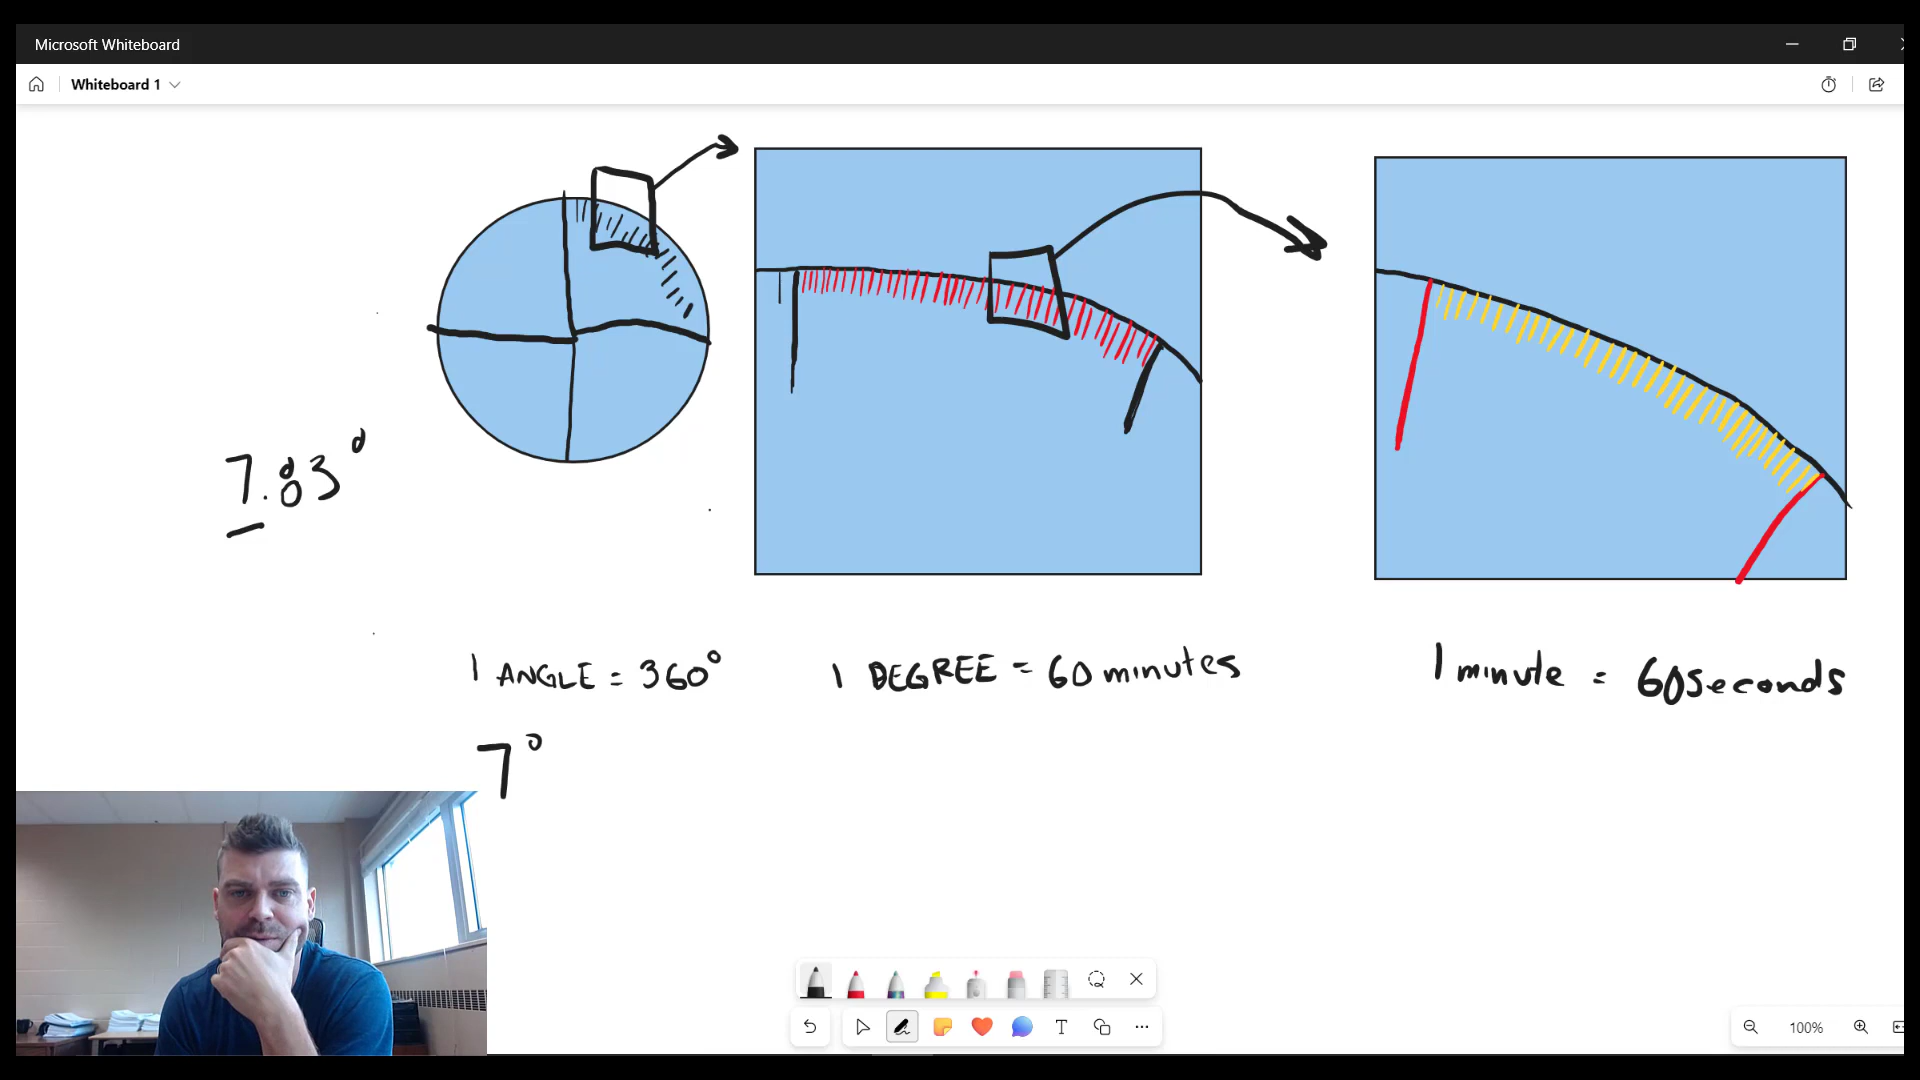 Microsoft Whiteboard
Whiteboard 1
7.83°
1 ANGLE = 360°
1 DEGREE = 60 minutes
1 minute = 60 seconds
7°
100%